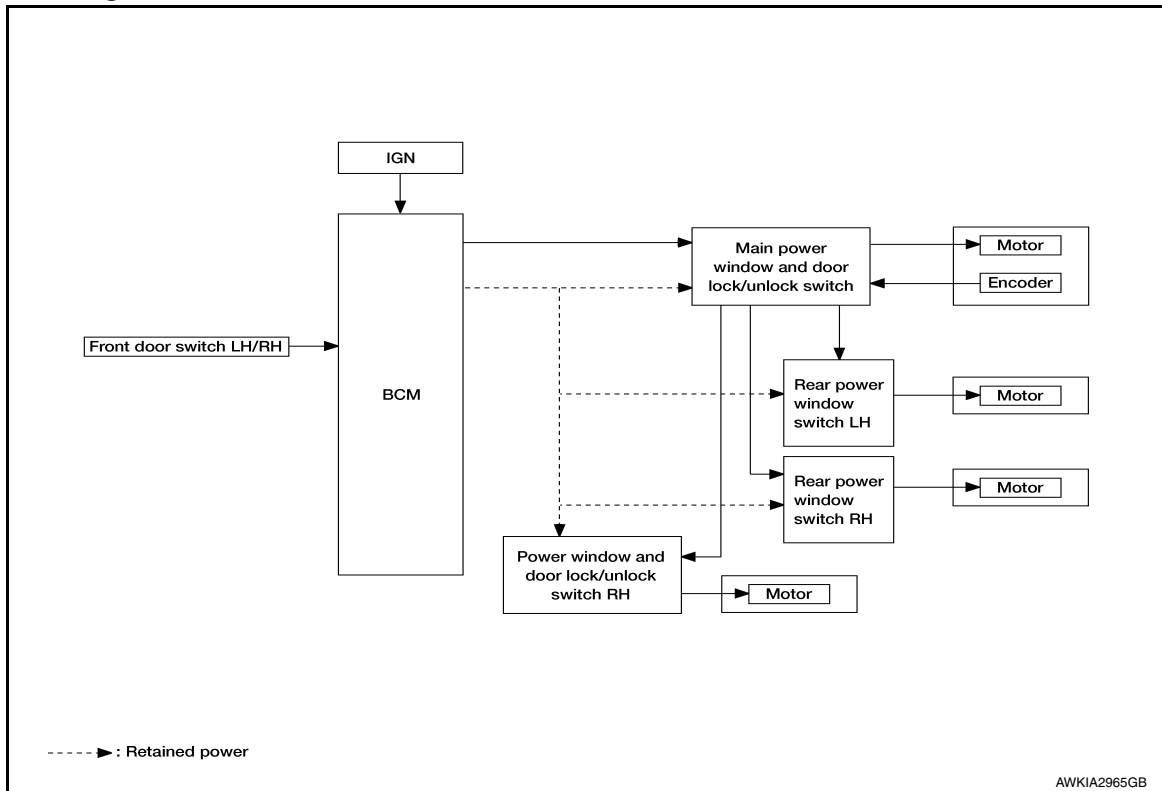 IGN
Main power
window and door
lock/unlock switch
Motor
Encoder
Front door switch LH/RH
BCM
Rear power
window
switch LH
Motor
Rear power
window
switch RH
Motor
Power window and
door lock/unlock
switch RH
Motor
: Retained power
AWKIA2965GB